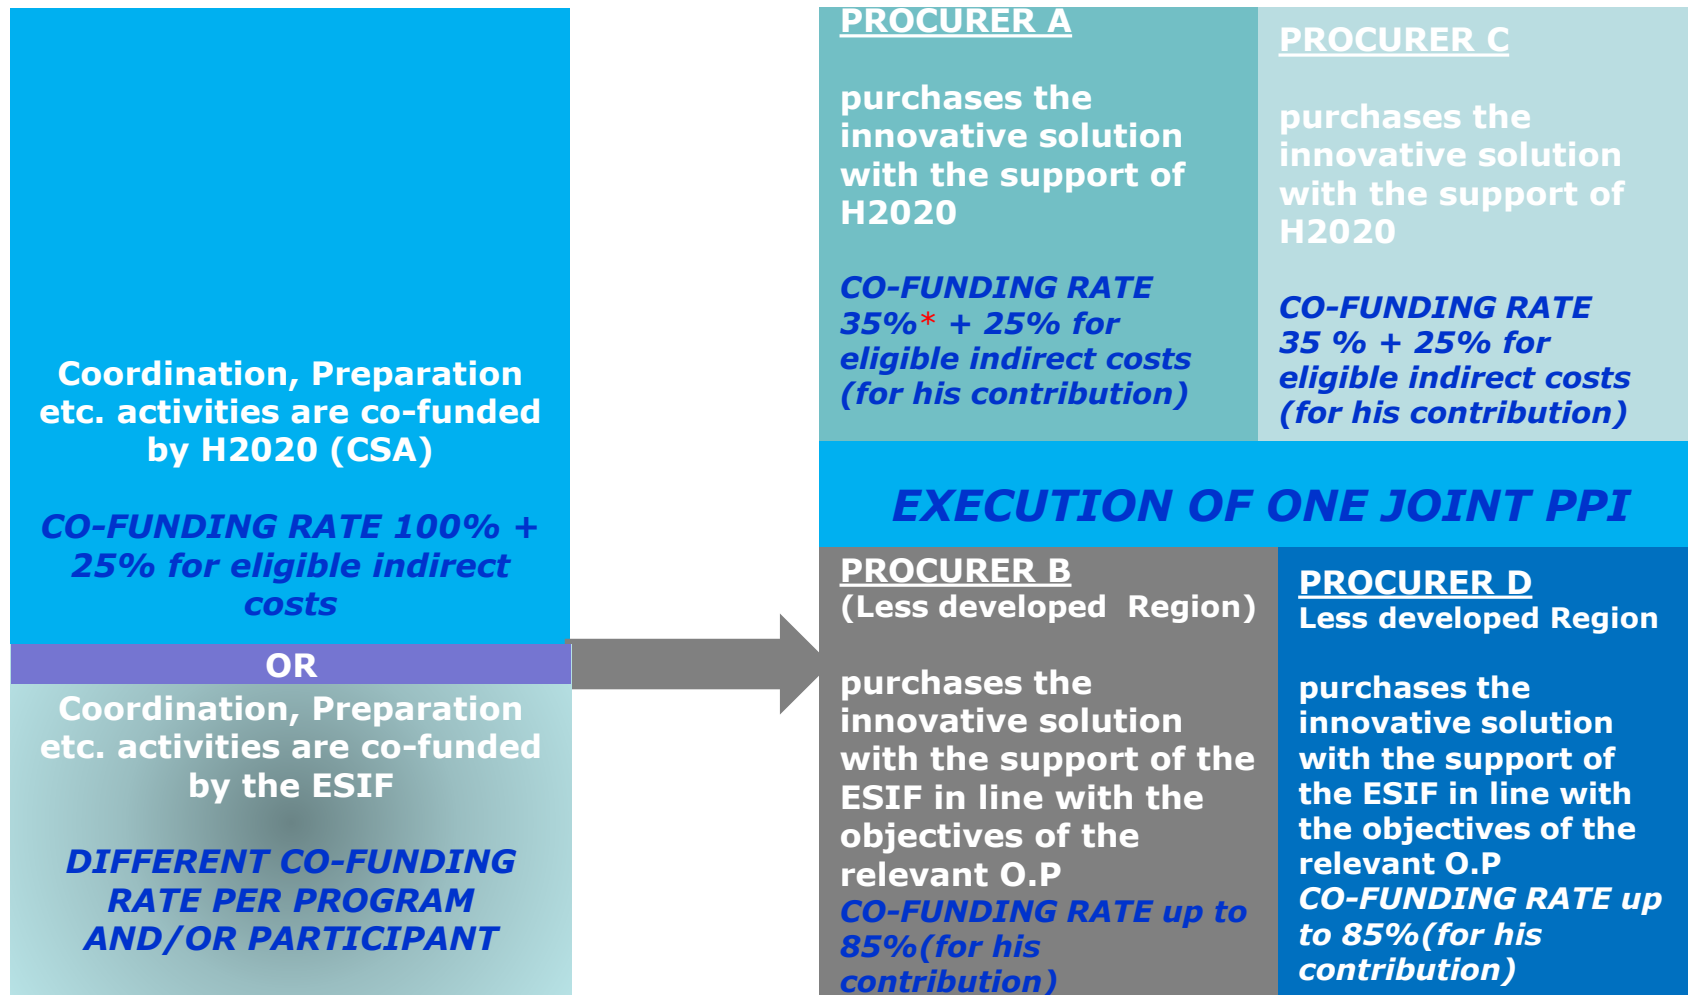 Coordination, Preparation
etc. activities are co-funded
by H2020 (CSA)
CO-FUNDING RATE 100% +
25% for eligible indirect
costs
OR
Coordination, Preparation
etc. activities are co-funded
by the ESIF
DIFFERENT CO-FUNDING
RATE PER PROGRAM
AND/OR PARTICIPANT
PROCURER A
purchases the
innovative solution
with the support of
H2020
CO-FUNDING RATE
35%* + 25% for
eligible indirect costs
(for his contribution)
PROCURER C
purchases the
innovative solution
with the support of
H2020
CO-FUNDING RATE
35 % + 25% for
eligible indirect costs
(for his contribution)
EXECUTION OF ONE JOINT PPI
PROCURER B
(Less developed  Region)
purchases the
innovative solution
with the support of the
ESIF in line with the
objectives of the
relevant O.P
CO-FUNDING RATE up to
85%(for his
contribution)
PROCURER D
Less developed Region
purchases the
innovative solution
with the support of
the ESIF in line with
the objectives of the
relevant O.P
CO-FUNDING RATE up
to 85%(for his
contribution)